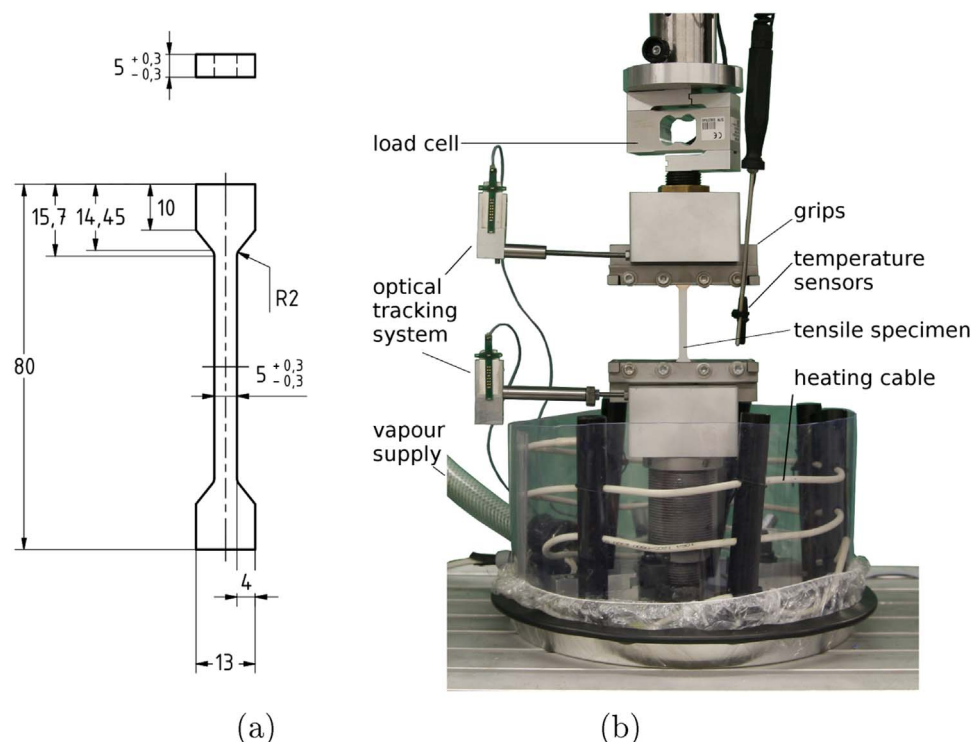 5 +0,3 -0,3
15,7
14,45
10
R2
80
5 +0,3 -0,3
4
13
(a)
load cell
grips
temperature
sensors
optical
tracking
system
tensile specimen
heating cable
vapour
supply
(b)